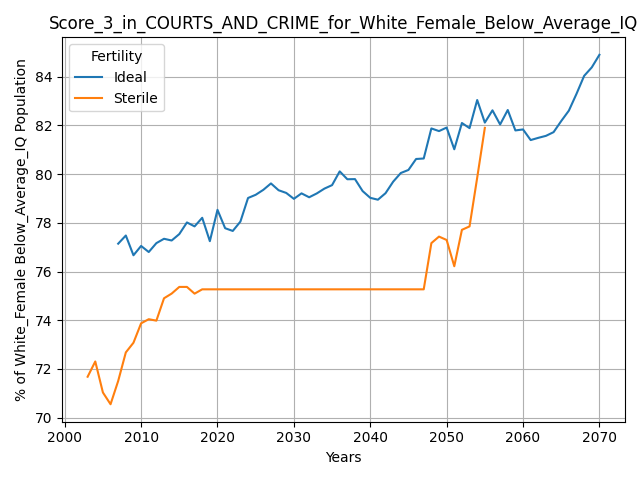 Score_3_in_COURTS_AND_CRIME_for_White_Female_Below_Average_IQ
% of White_Female Below_Average_IQ Population
Fertility
Ideal
Sterile
84
82
80
78
76
74
72
70
2000 2010 2020 2030 2040 2050 2060 2070
Years